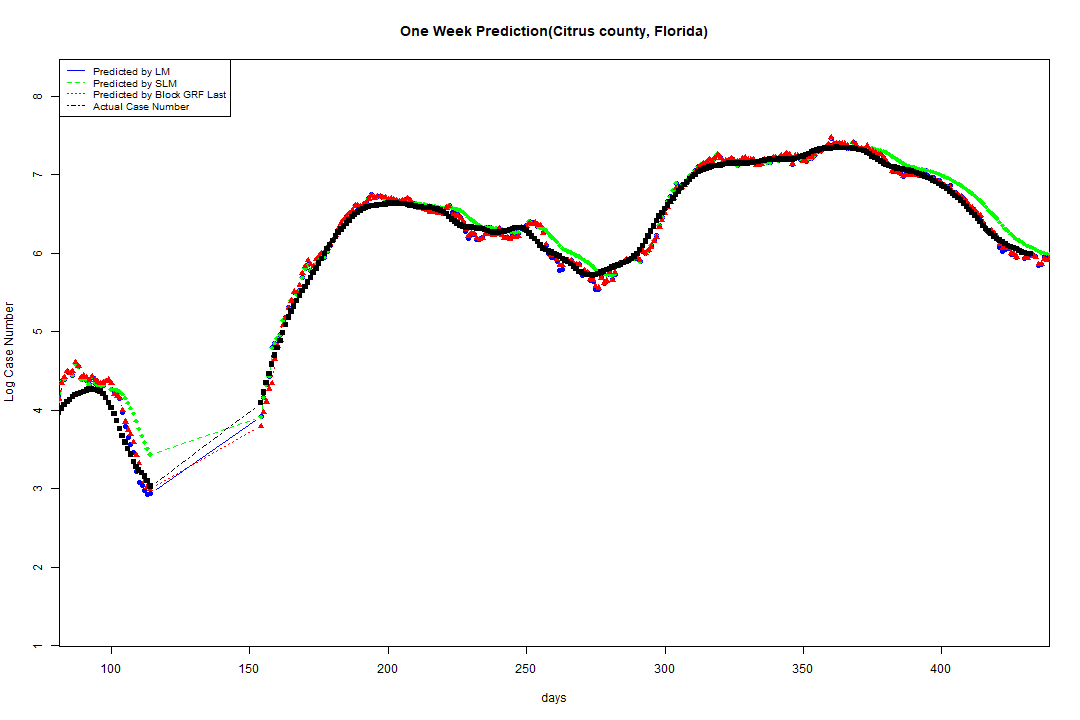 One Week Prediction(Citrus county, Florida)
Predicted by LM
Predicted by SLM
Predicted by Block GRF Last
Actual Case Number
8
7
6
5
4
3
2
1
Log Case Number
100 150 200 250 300 350 400
days